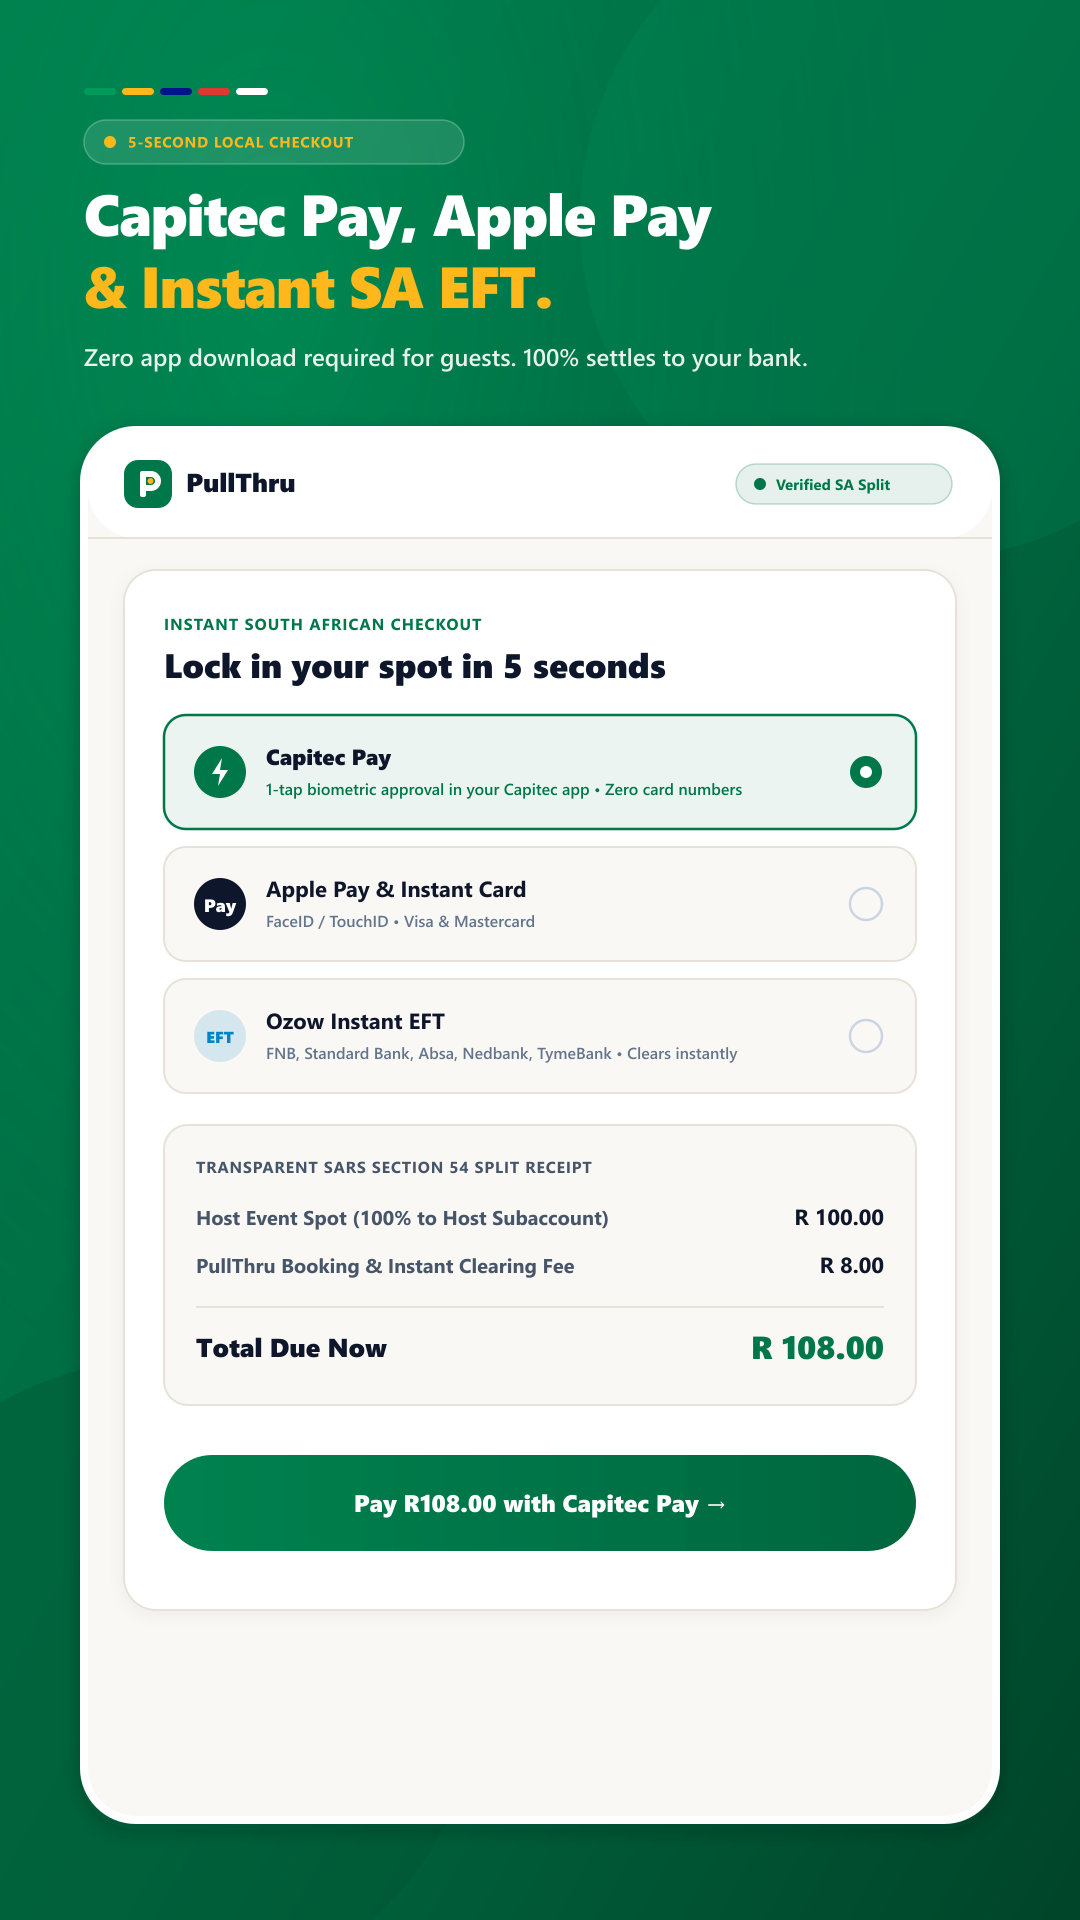 5-SECOND LOCAL CHECKOUT
Capitec Pay, Apple Pay
& Instant SA EFT.
Zero app download required for guests. 100% settles to your bank.
P PullThru
Verified SA Split
INSTANT SOUTH AFRICAN CHECKOUT
Lock in your spot in 5 seconds
Capitec Pay
1-tap biometric approval in your Capitec app • Zero card numbers
Pay
Apple Pay & Instant Card
FaceID / TouchID • Visa & Mastercard
EFT
Ozow Instant EFT
FNB, Standard Bank, Absa, Nedbank, TymeBank • Clears instantly
TRANSPARENT SARS SECTION 54 SPLIT RECEIPT
Host Event Spot (100% to Host Subaccount) R 100.00
PullThru Booking & Instant Clearing Fee R 8.00
Total Due Now R 108.00
Pay R108.00 with Capitec Pay →